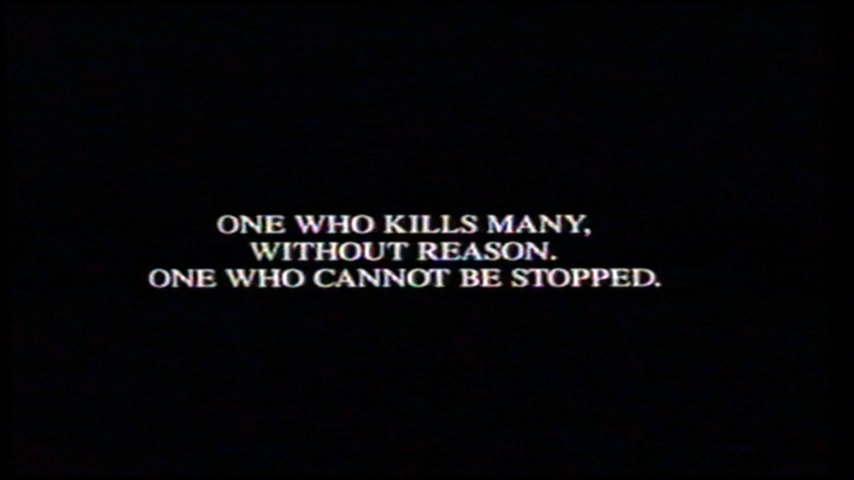 ONE WHO KILLS MANY,
WITHOUT REASON.
ONE WHO CANNOT BE STOPPED.